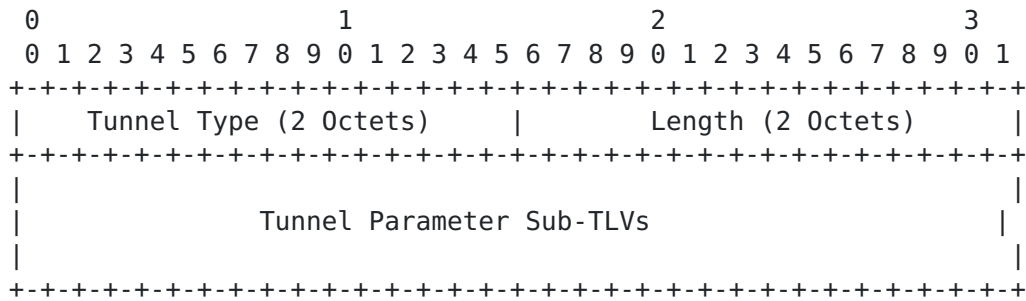 0                   1                   2                   3
 0 1 2 3 4 5 6 7 8 9 0 1 2 3 4 5 6 7 8 9 0 1 2 3 4 5 6 7 8 9 0 1
+-+-+-+-+-+-+-+-+-+-+-+-+-+-+-+-+-+-+-+-+-+-+-+-+-+-+-+-+-+-+-+-+
|    Tunnel Type (2 Octets)     |        Length (2 Octets)      |
+-+-+-+-+-+-+-+-+-+-+-+-+-+-+-+-+-+-+-+-+-+-+-+-+-+-+-+-+-+-+-+-+
|                                                               |
|               Tunnel Parameter Sub-TLVs                      |
|                                                               |
+-+-+-+-+-+-+-+-+-+-+-+-+-+-+-+-+-+-+-+-+-+-+-+-+-+-+-+-+-+-+-+-+